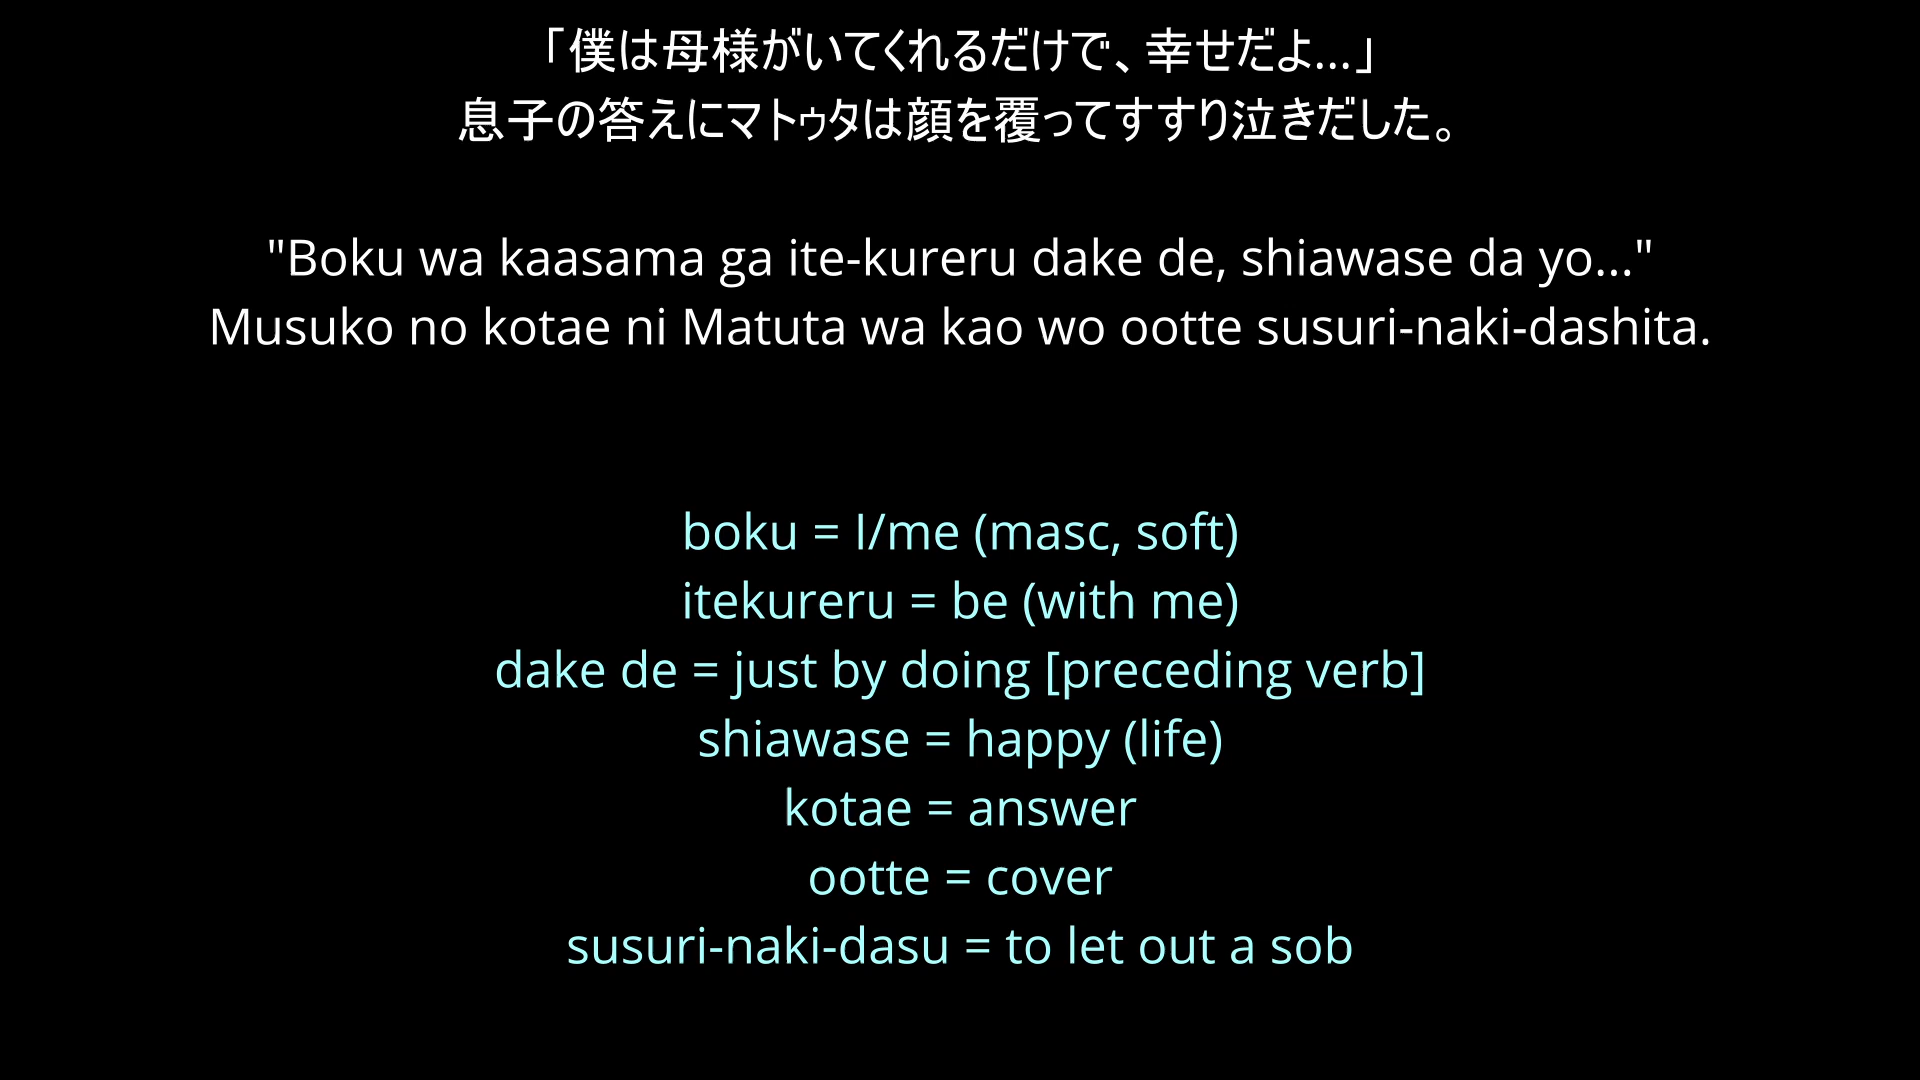 「僕は母様がいてくれるだけで、幸せだよ...」
息子の答えにマトゥタは顔を覆ってすすり泣きだした。
"Boku wa kaasama ga ite-kureru dake de, shiawase da yo..."
Musuko no kotae ni Matuta wa kao wo ootte susuri-naki-dashita.
boku = I/me (masc, soft)
itekureru = be (with me)
dake de = just by doing [preceding verb]
shiawase = happy (life)
kotae = answer
ootte = cover
susuri-naki-dasu = to let out a sob